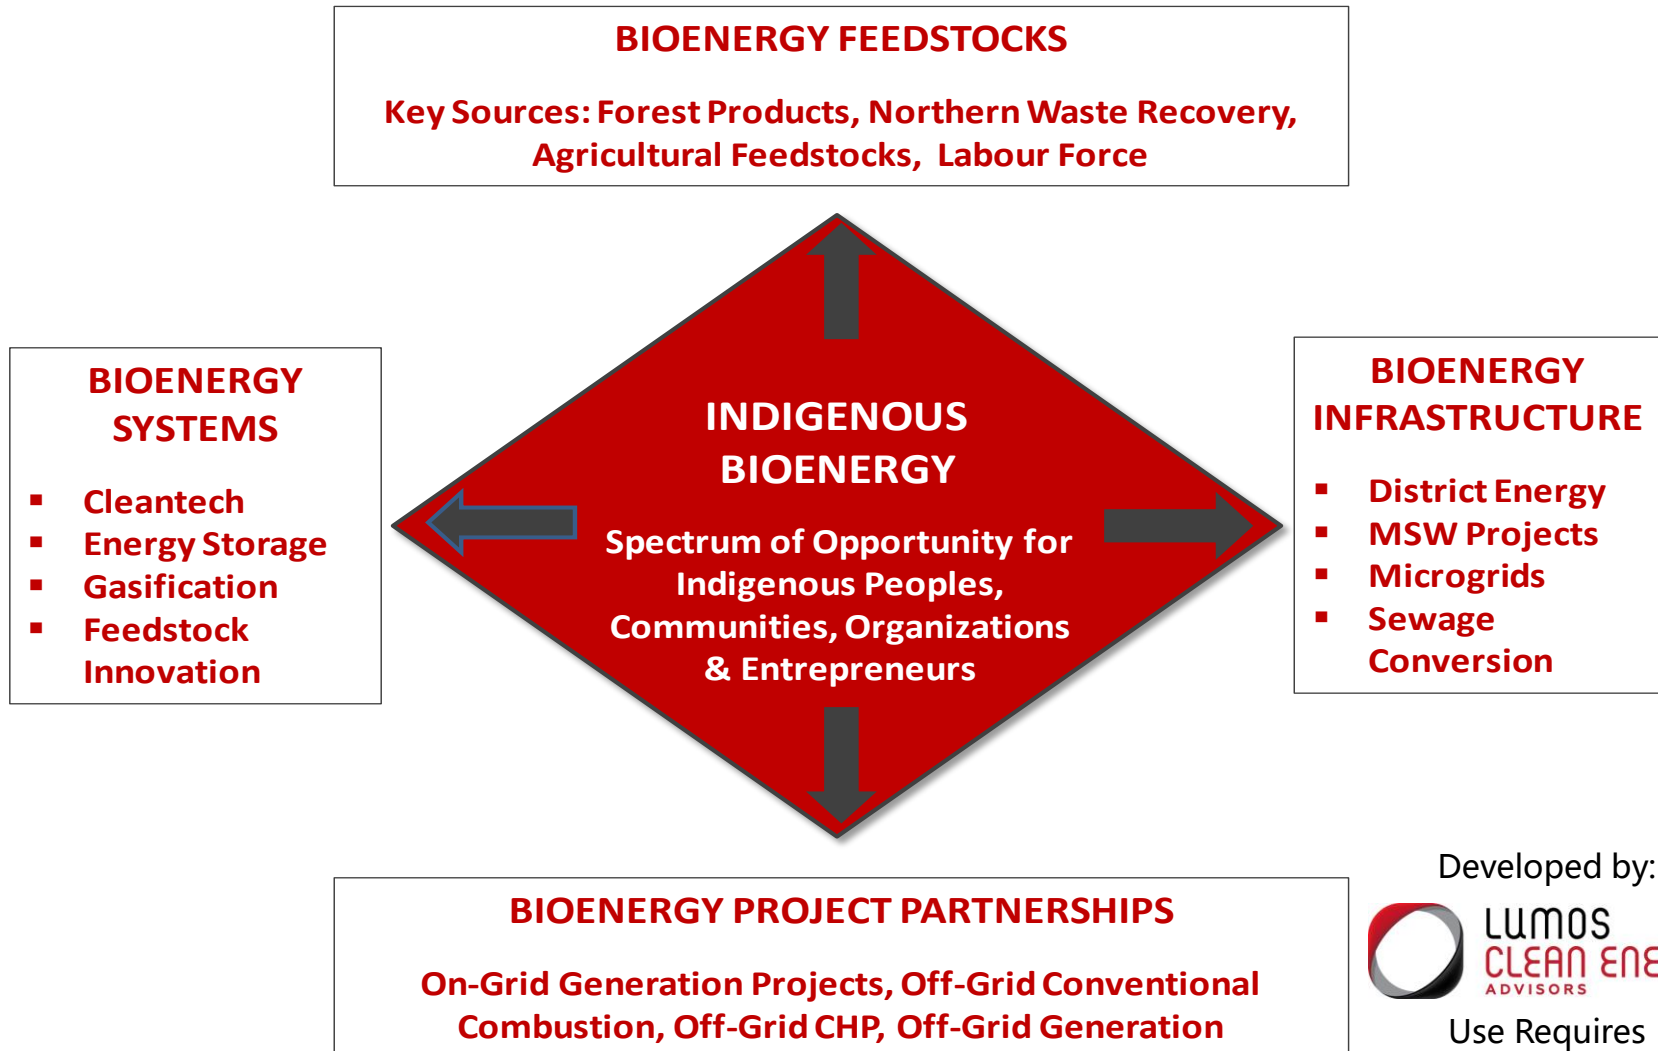 BIOENERGY FEEDSTOCKS
Key Sources: Forest Products, Northern Waste Recovery,
Agricultural Feedstocks, Labour Force
BIOENERGY
SYSTEMS
▪ Cleantech
▪ Energy Storage
▪ Gasification
▪ Feedstock
Innovation
INDIGENOUS
BIOENERGY
Spectrum of Opportunity for
Indigenous Peoples,
Communities, Organizations
& Entrepreneurs
BIOENERGY
INFRASTRUCTURE
▪ District Energy
▪ MSW Projects
▪ Microgrids
▪ Sewage
Conversion
BIOENERGY PROJECT PARTNERSHIPS
On-Grid Generation Projects, Off-Grid Conventional
Combustion, Off-Grid CHP, Off-Grid Generation
Developed by:
LUMOS
CLEAN ENE
ADVISORS
Use Requires